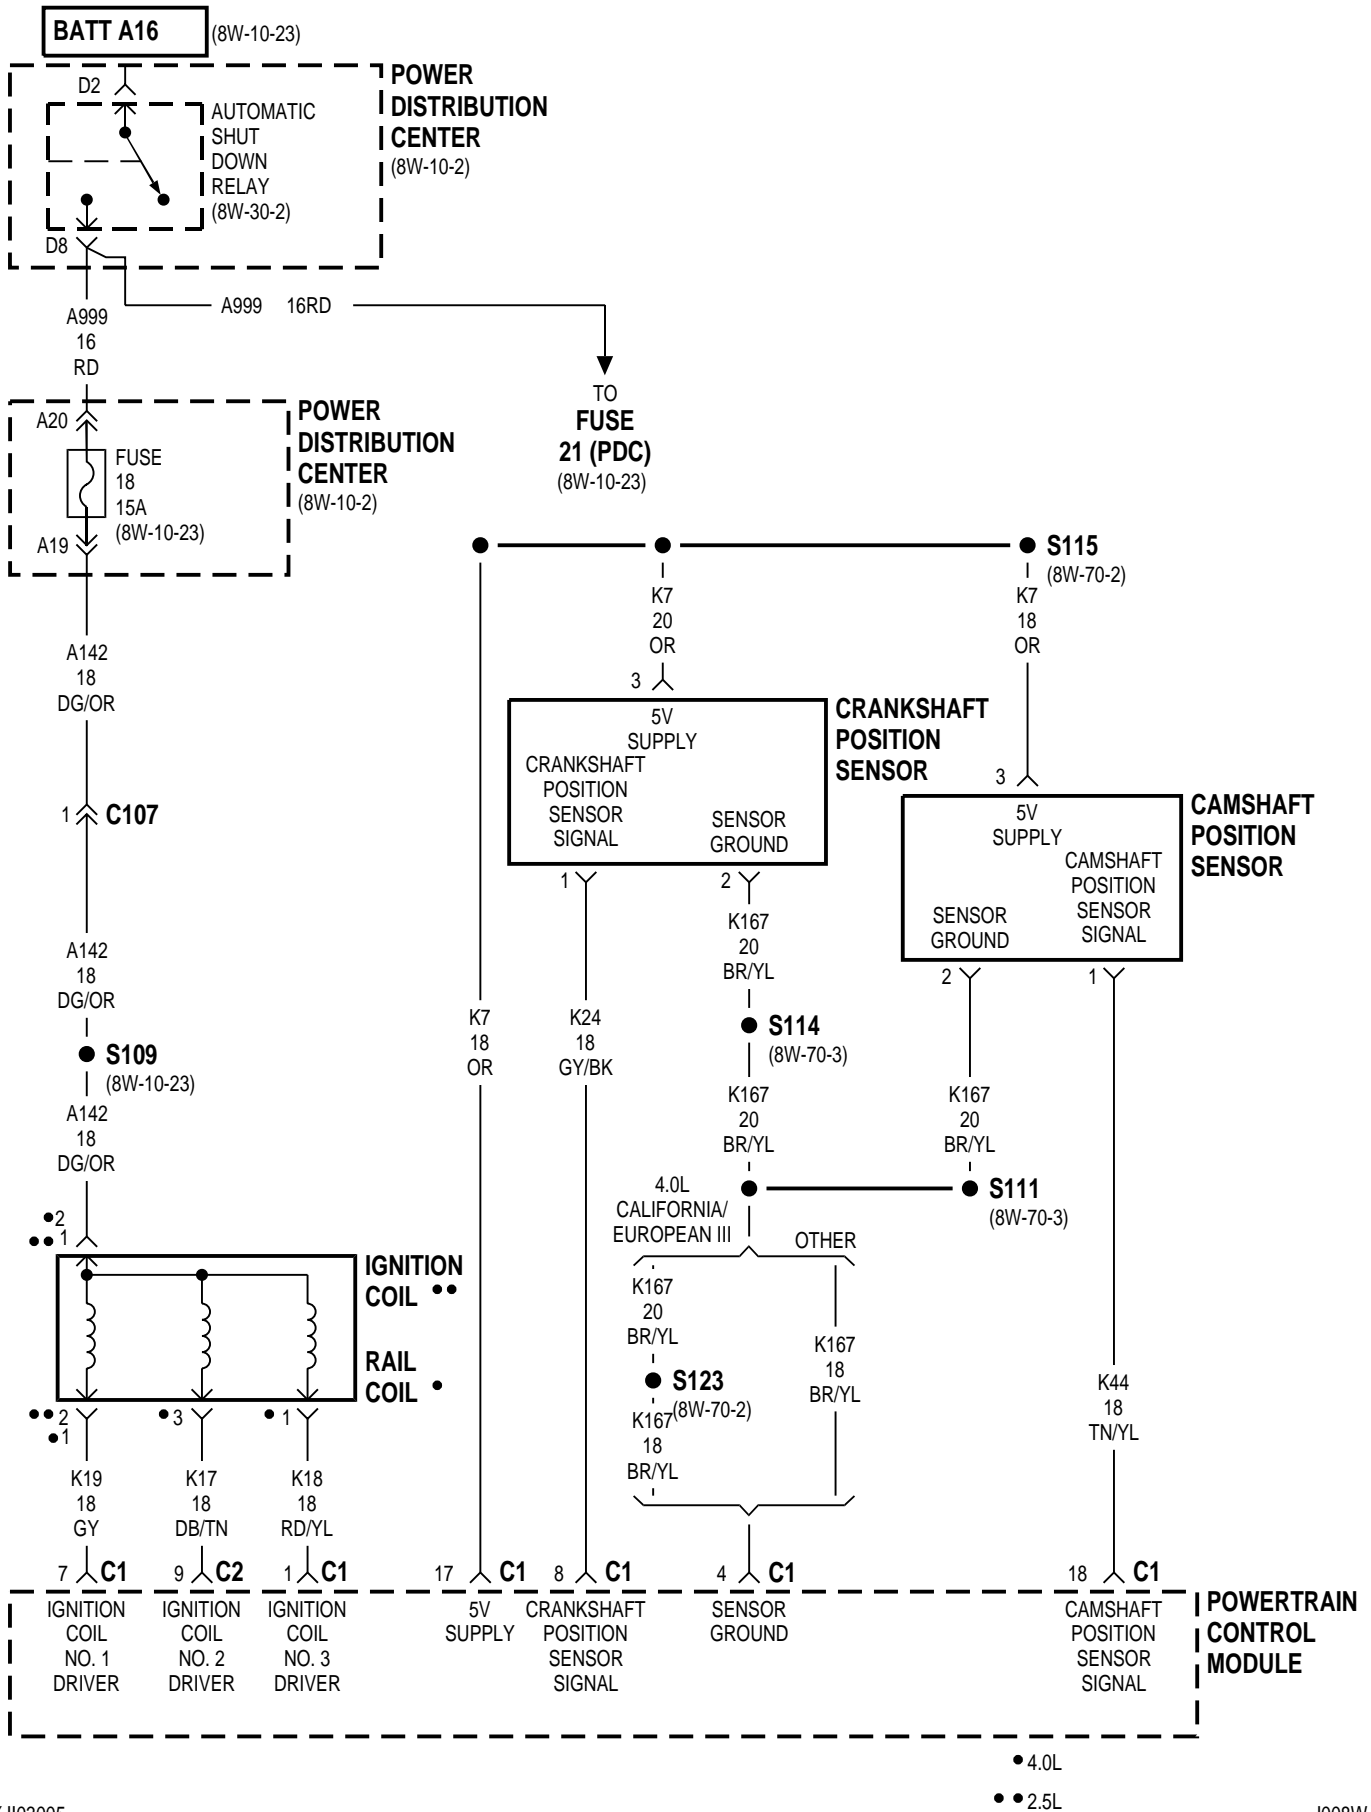 BATT A16
(8W-10-23)
D2
POWER
DISTRIBUTION
CENTER
(8W-10-2)
AUTOMATIC
SHUT
DOWN
RELAY
(8W-30-2)
D8
A999 16RD
A999
16
RD
TO
FUSE
21 (PDC)
(8W-10-23)
A20
FUSE
18
15A
(8W-10-23)
A19
POWER
DISTRIBUTION
CENTER
(8W-10-2)
S115
(8W-70-2)
K7
20
OR
K7
18
OR
A142
18
DG/OR
3
CRANKSHAFT
POSITION
SENSOR
5V
SUPPLY
CRANKSHAFT
POSITION
SENSOR
SIGNAL
SENSOR
GROUND
3
CAMSHAFT
POSITION
SENSOR
5V
SUPPLY
CAMSHAFT
POSITION
SENSOR
SIGNAL
SENSOR
GROUND
1 C107
1
2
K167
20
BR/YL
2
1
A142
18
DG/OR
K7
18
OR
K24
18
GY/BK
S114
(8W-70-3)
S109
(8W-10-23)
K167
20
BR/YL
K167
20
BR/YL
A142
18
DG/OR
4.0L
CALIFORNIA/
EUROPEAN III
S111
(8W-70-3)
OTHER
•2
••1
IGNITION
COIL ••
RAIL
COIL •
K167
20
BR/YL
K167
18
BR/YL
S123
(8W-70-2)
K167
18
BR/YL
K44
18
TN/YL
••2
•1
•3
•1
K19
18
GY
K17
18
DB/TN
K18
18
RD/YL
7 C1
9 C2
1 C1
17 C1
8 C1
4 C1
18 C1
IGNITION
COIL
NO. 1
DRIVER
IGNITION
COIL
NO. 2
DRIVER
IGNITION
COIL
NO. 3
DRIVER
5V
SUPPLY
CRANKSHAFT
POSITION
SENSOR
SIGNAL
SENSOR
GROUND
CAMSHAFT
POSITION
SENSOR
SIGNAL
POWERTRAIN
CONTROL
MODULE
•4.0L
••2.5L